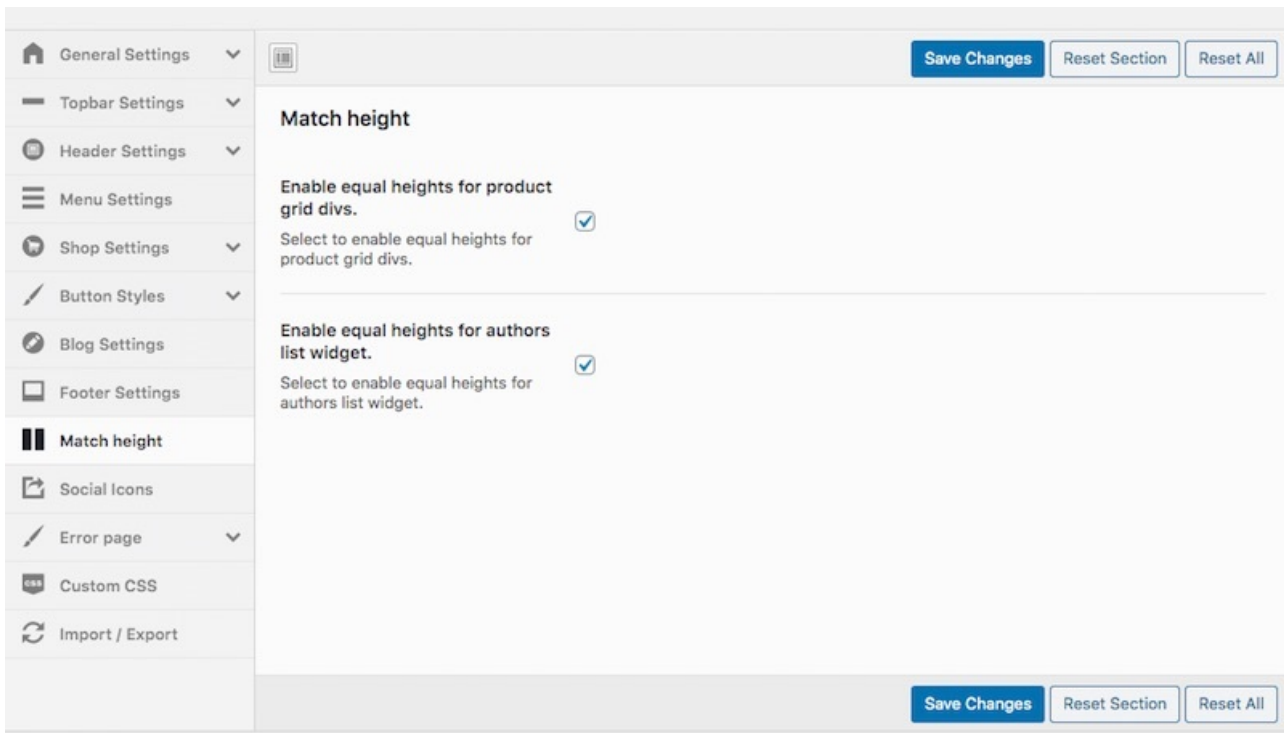 General Settings
Topbar Settings
Header Settings
Menu Settings
Shop Settings
Button Styles
Blog Settings
Footer Settings
Match height
Social Icons
Error page
CSS
Custom CSS
Import / Export
Save Changes Reset Section Reset All
Match height
Enable equal heights for product
grid divs.
Select to enable equal heights for
product grid divs.
Enable equal heights for authors
list widget.
Select to enable equal heights for
authors list widget.
Save Changes Reset Section Reset All